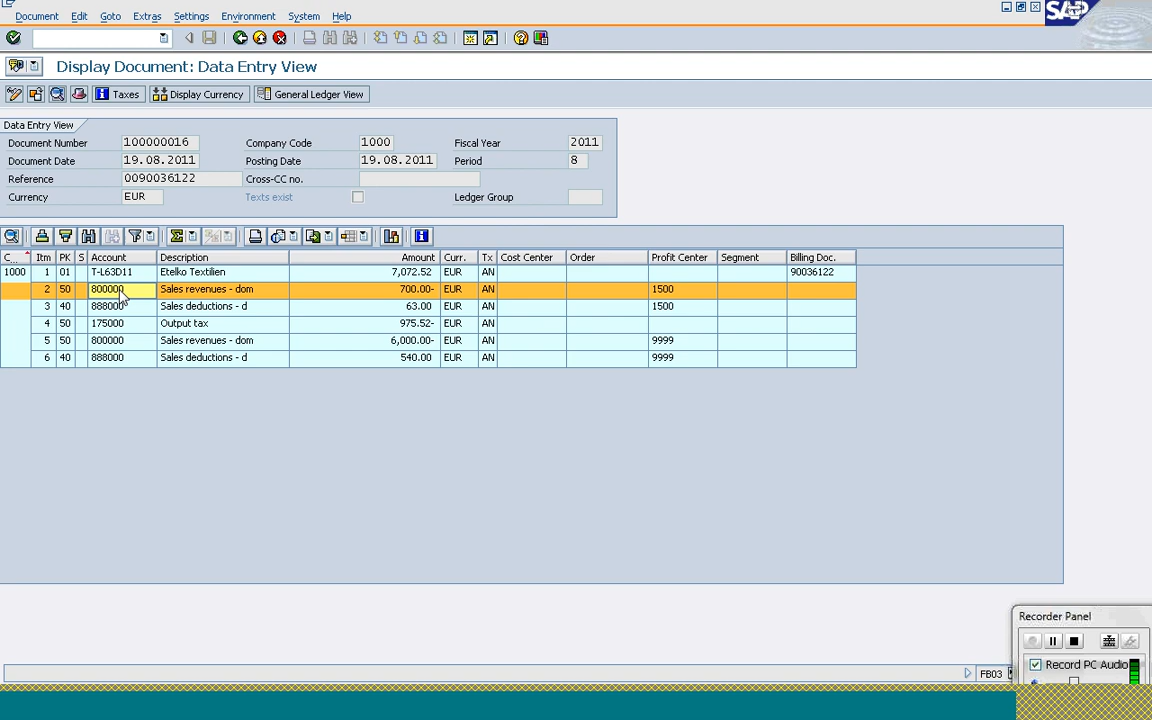 Document Edit Goto Extras Settings Environment System Help
SAP
Display Document: Data Entry View
Taxes Display Currency General Ledger View
Data Entry View
Document Number 100000016 Company Code 1000 Fiscal Year 2011
Document Date 19.08.2011 Posting Date 19.08.2011 Period 8
Reference 0090036122 Cross-CC no.
Currency EUR Texts exist Ledger Group
C... Itm PK S Account Description Amount Curr. Tx Cost Center Order Profit Center Segment Billing Doc.
1000 1 01 T-L63D11 Etelko Textilien 7,072.52 EUR AN 90036122
2 50 800000 Sales revenues - dom 700.00- EUR AN 1500
3 40 888000 Sales deductions - d 63.00 EUR AN 1500
4 50 175000 Output tax 975.52- EUR AN
5 50 800000 Sales revenues - dom 6,000.00- EUR AN 9999
6 40 888000 Sales deductions - d 540.00 EUR AN 9999
Recorder Panel
Record PC Audio
FB03